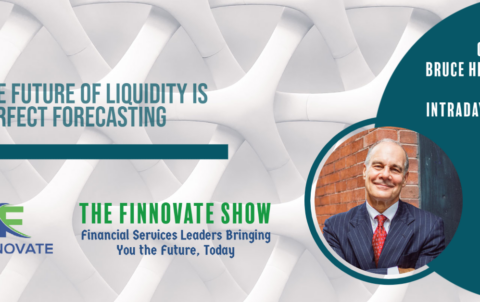 E FUTURE OF LIQUIDITY IS
RFECT FORECASTING
BRUCE HE
INTRADAY
THE FINNOVATE SHOW
Financial Services Leaders Bringing
You the Future, Today
NOVATE